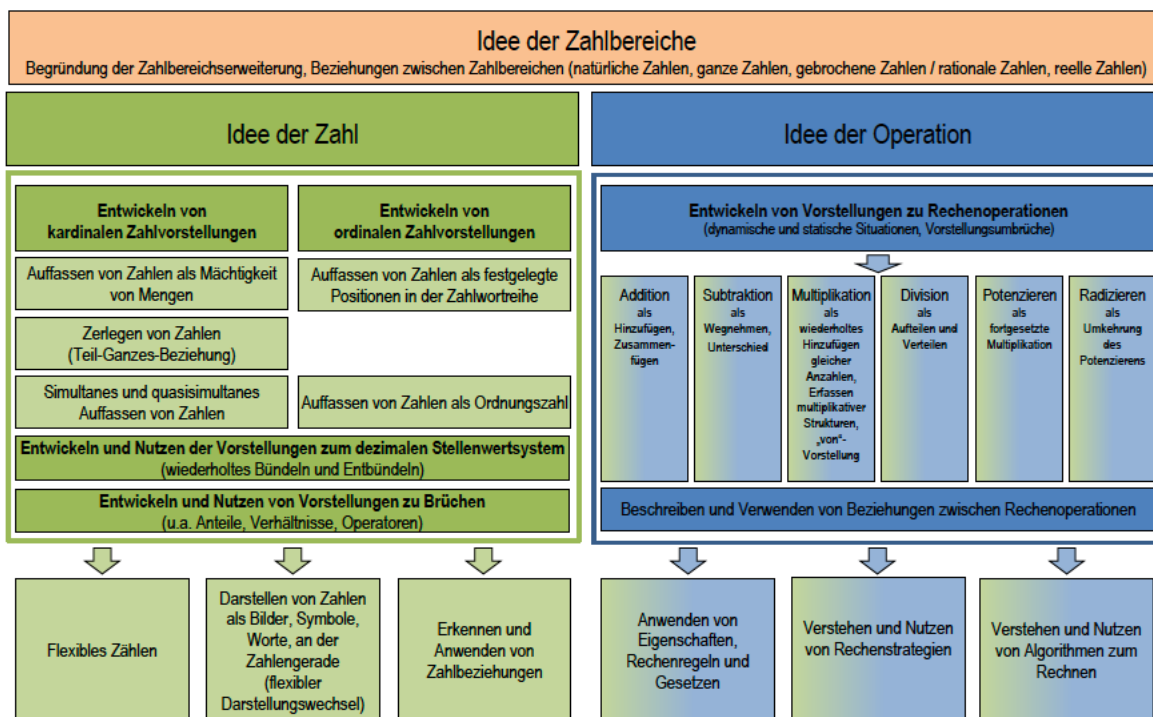 Idee der Zahlbereiche
Begründung der Zahlbereichserweiterung, Beziehungen zwischen Zahlbereichen (natürliche Zahlen, ganze Zahlen, gebrochene Zahlen / rationale Zahlen, reelle Zahlen)
Idee der Zahl
Entwickeln von
kardinalen Zahlvorstellungen
Entwickeln von
ordinalen Zahlvorstellungen
Auffassen von Zahlen als Mächtigkeit
von Mengen
Auffassen von Zahlen als festgelegte
Positionen in der Zahlwortreihe
Zerlegen von Zahlen
(Teil-Ganzes-Beziehung)
Simultanes und quasisimultanes
Auffassen von Zahlen
Auffassen von Zahlen als Ordnungszahl
Entwickeln und Nutzen der Vorstellungen zum dezimalen Stellenwertsystem
(wiederholtes Bündeln und Entbündeln)
Entwickeln und Nutzen von Vorstellungen zu Brüchen
(u.a. Anteile, Verhältnisse, Operatoren)
Flexibles Zählen
Darstellen von Zahlen
als Bilder, Symbole,
Worte, an der
Zahlengerade
(flexibler
Darstellungswechsel)
Erkennen und
Anwenden von
Zahlbeziehungen
Idee der Operation
Entwickeln von Vorstellungen zu Rechenoperationen
(dynamische und statische Situationen, Vorstellungsumbrüche)
Addition
als
Hinzufügen,
Zusammen-
fügen
Subtraktion
als
Wegnehmen,
Unterschied
Multiplikation
als
wiederholtes
Hinzufügen
gleicher
Anzahlen,
Erfassen
multiplikativer
Strukturen,
„von“-
Vorstellung
Division
als
Aufteilen und
Verteilen
Potenzieren
als
fortgesetzte
Multiplikation
Radizieren
als
Umkehrung
des
Potenzierens
Beschreiben und Verwenden von Beziehungen zwischen Rechenoperationen
Anwenden von
Eigenschaften,
Rechenregeln und
Gesetzen
Verstehen und Nutzen
von Rechenstrategien
Verstehen und Nutzen
von Algorithmen zum
Rechnen